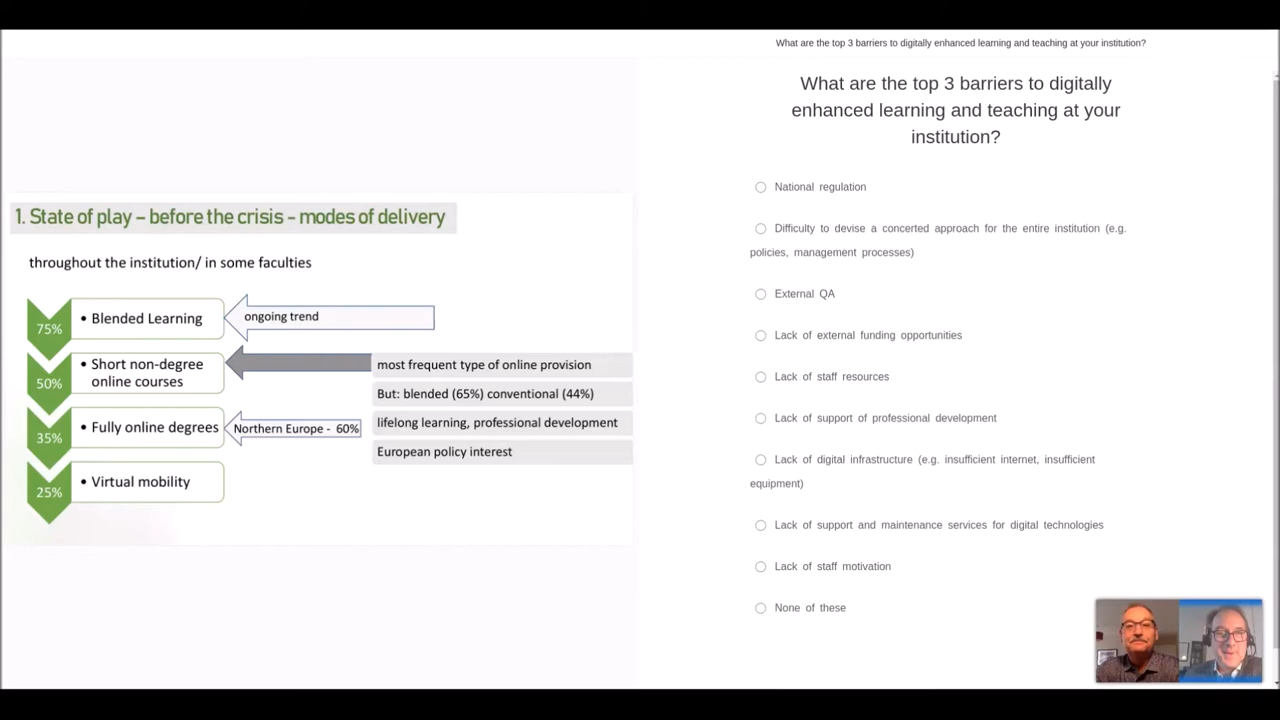 What are the top 3 barriers to digitally enhanced learning and teaching at your institution?
1. State of play – before the crisis - modes of delivery
throughout the institution/ in some faculties
75%
• Blended Learning
ongoing trend
50%
• Short non-degree
online courses
most frequent type of online provision
But: blended (65%) conventional (44%)
35%
• Fully online degrees
Northern Europe - 60%
lifelong learning, professional development
European policy interest
25%
• Virtual mobility
What are the top 3 barriers to digitally
enhanced learning and teaching at your
institution?
National regulation
Difficulty to devise a concerted approach for the entire institution (e.g.
policies, management processes)
External QA
Lack of external funding opportunities
Lack of staff resources
Lack of support of professional development
Lack of digital infrastructure (e.g. insufficient internet, insufficient
equipment)
Lack of support and maintenance services for digital technologies
Lack of staff motivation
None of these